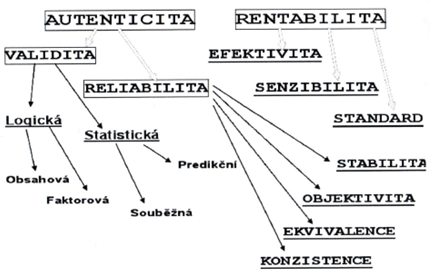 AUTENTICITA
RENTABILITA
VALIDITA
EFEKTIVITA
RELIABILITA
SENZIBILITA
Logická
Statistická
STANDARD
Predikční
STABILITA
Obsahová
Faktorová
OBJEKTIVITA
Souběžná
EKVIVALENCE
KONZISTENCE